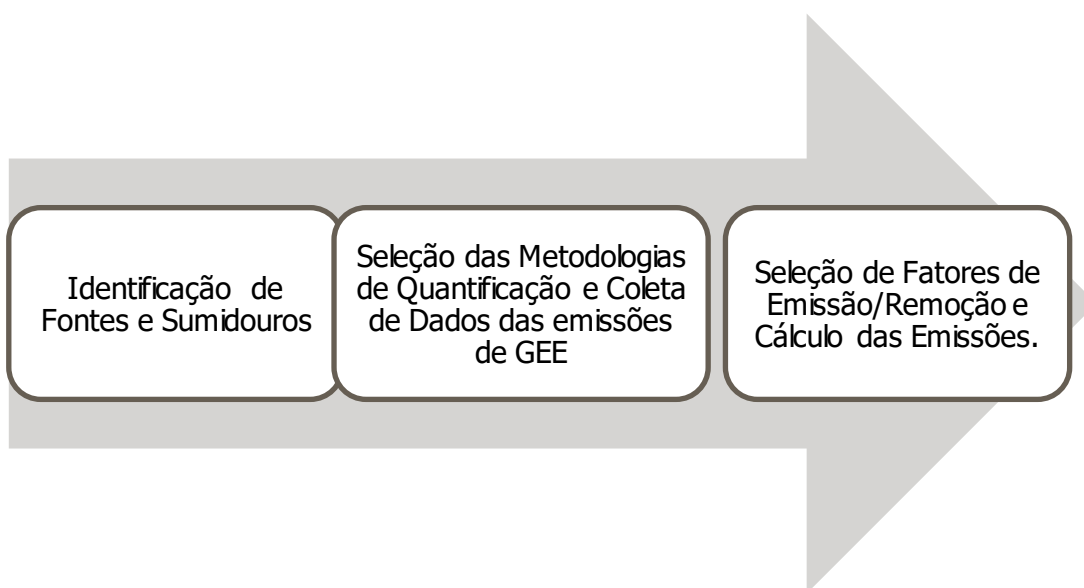 Identificação de
Fontes e Sumidouros
Seleção das Metodologias
de Quantificação e Coleta
de Dados das emissões
de GEE
Seleção de Fatores de
Emissão/Remoção e
Cálculo das Emissões.